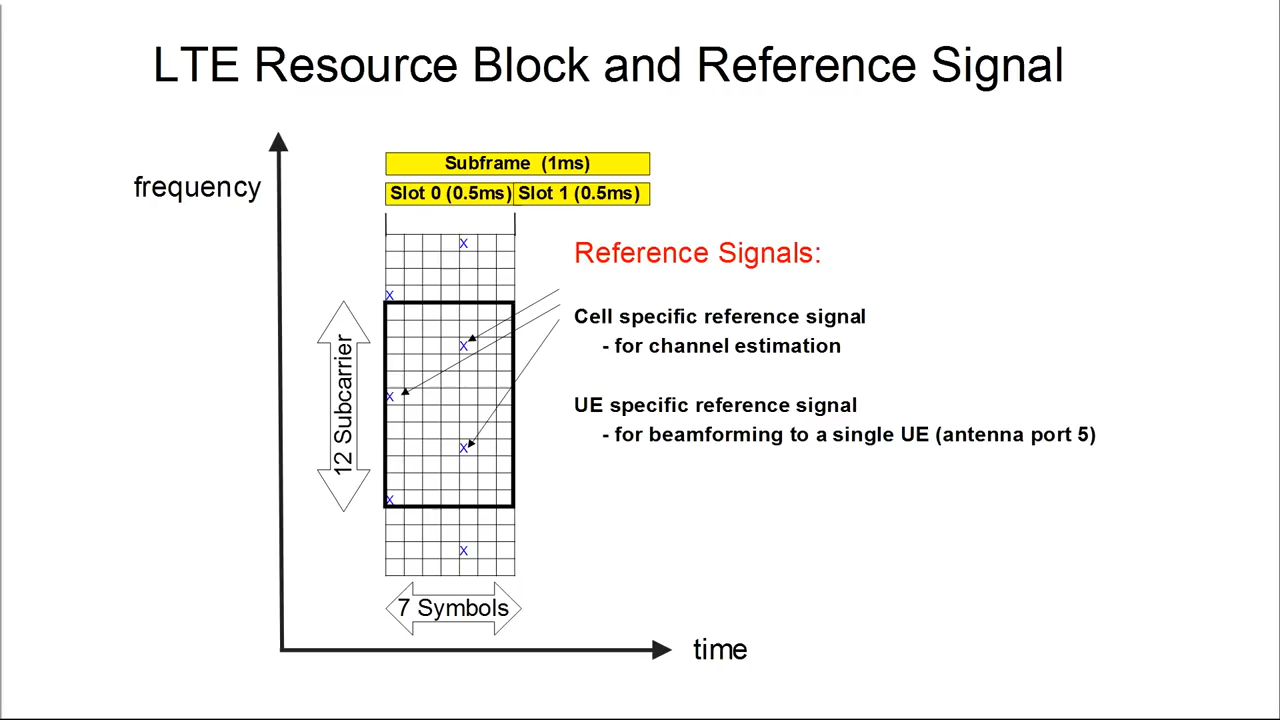 LTE Resource Block and Reference Signal
frequency
Subframe (1ms)
Slot 0 (0.5ms) Slot 1 (0.5ms)
X
Reference Signals:
X
Cell specific reference signal
- for channel estimation
X
12 Subcarrier
X
UE specific reference signal
- for beamforming to a single UE (antenna port 5)
X
X
X
7 Symbols
time